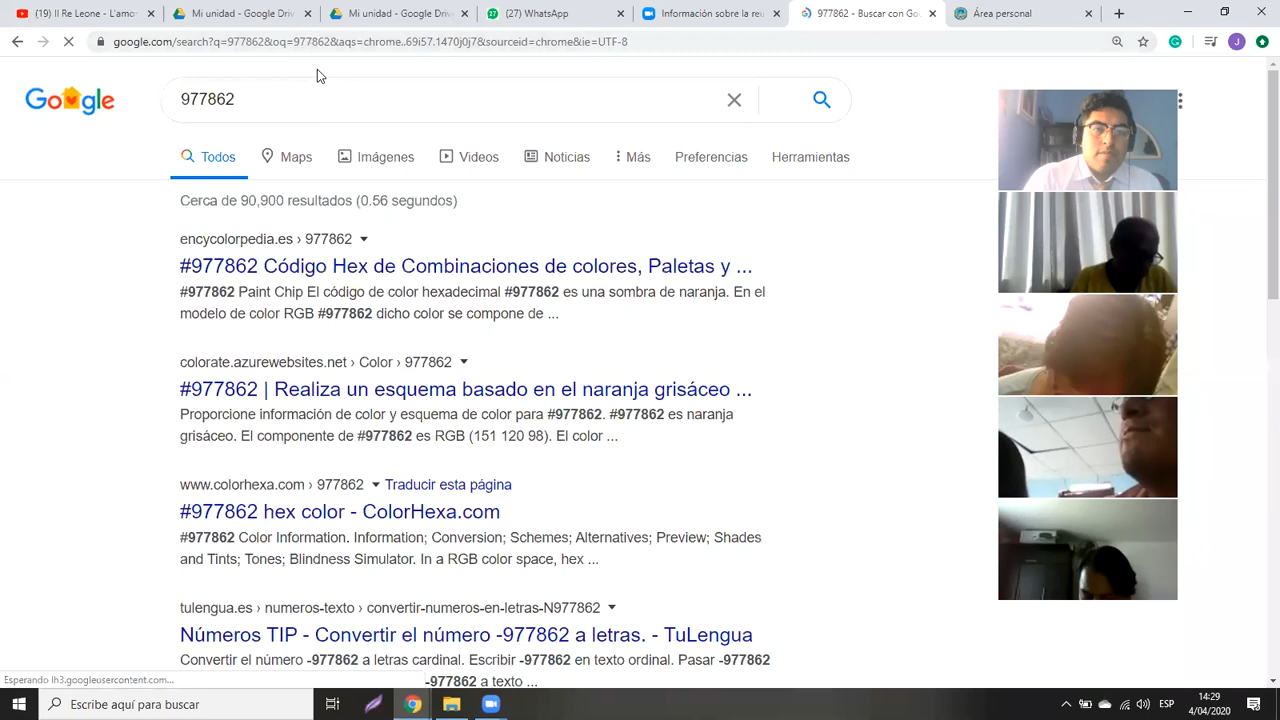 (19) Il Re Leone - L'amo
Mi unidad - Google Driv
Mi unidad - Google Driv
(27) WhatsApp
Información sobre la reu
977862 - Buscar con Go
Área personal
google.com/search?q=977862&oq=977862&aqs=chrome..69i57.1470j0j7&sourceid=chrome&ie=UTF-8
J
Google
977862
Todos Maps Imágenes Videos Noticias Más Preferencias Herramientas
Cerca de 90,900 resultados (0.56 segundos)
encycolorpedia.es › 977862
#977862 Código Hex de Combinaciones de colores, Paletas y ...
#977862 Paint Chip El código de color hexadecimal #977862 es una sombra de naranja. En el
modelo de color RGB #977862 dicho color se compone de ...
colorate.azurewebsites.net › Color › 977862
#977862 | Realiza un esquema basado en el naranja grisáceo ...
Proporcione información de color y esquema de color para #977862. #977862 es naranja
grisáceo. El componente de #977862 es RGB (151 120 98). El color ...
www.colorhexa.com › 977862 Traducir esta página
#977862 hex color - ColorHexa.com
#977862 Color Information. Information; Conversion; Schemes; Alternatives; Preview; Shades
and Tints; Tones; Blindness Simulator. In a RGB color space, hex ...
tulengua.es › numeros-texto › convertir-numeros-en-letras-N977862
Números TIP - Convertir el número -977862 a letras. - TuLengua
Convertir el número -977862 a letras cardinal. Escribir -977862 en texto ordinal. Pasar -977862
-977862 a texto ...
Esperando lh3.googleusercontent.com...
Escribe aquí para buscar
ESP
14:29
4/04/2020